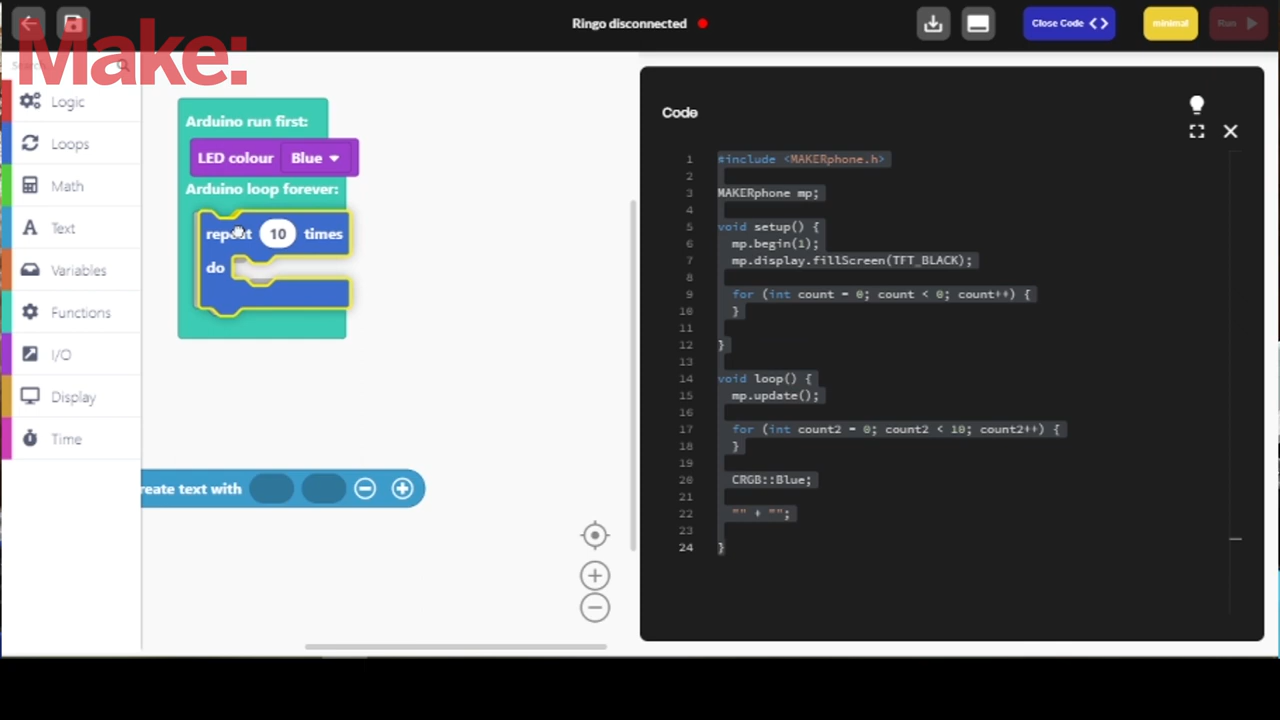 Ringo disconnected
Close Code <>
minimal
Run
Make:
Search
Logic
Loops
Math
Text
Variables
Functions
I/O
Display
Time
Arduino run first:
LED colour Blue
Arduino loop forever:
repeat 10 times
do
reate text with
Code
1 #include <MAKERphone.h>
2
3 MAKERphone mp;
4
5 void setup() {
6 mp.begin(1);
7 mp.display.fillScreen(TFT_BLACK);
8
9 for (int count = 0; count < 0; count++) {
10 }
11
12 }
13
14 void loop() {
15 mp.update();
16
17 for (int count2 = 0; count2 < 10; count2++) {
18 }
19
20 CRGB::Blue;
21
22 "" + "";
23
24 }